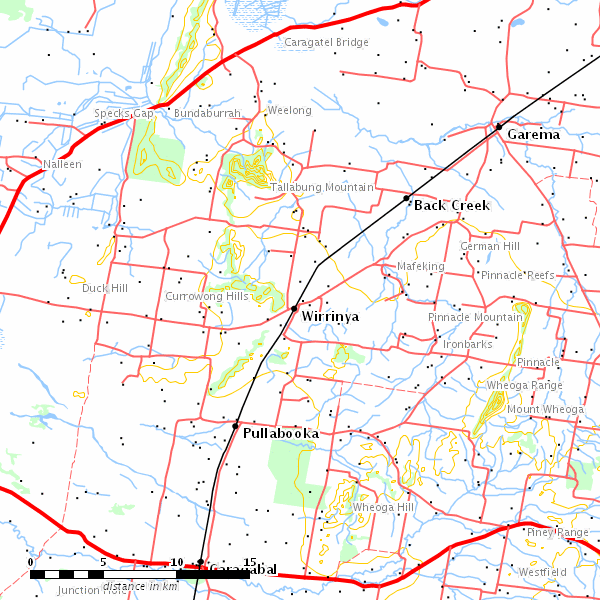 Caragatel Bridge
Specks Gap
Bundaburrah
Weelong
Gareina
Nalleen
Tallabung Mountain
Back Creek
German Hill
Mafeking
Pinnacle Reefs
Duck Hill
Currowong Hills
Wirrinya
Pinnacle Mountain
Ironbarks
Pinnacle
Wheoga Range
Mount Wheoga
Pullabooka
Wheoga Hill
Piney Range
0 5 10 15
Caragabal
Westfield
distance in km
Junction